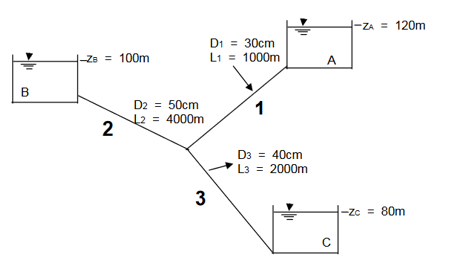 ZA = 120m
D1 = 30cm
L1 = 1000m
A
ZB = 100m
B
1
D2 = 50cm
L2 = 4000m
2
D3 = 40cm
L3 = 2000m
3
ZC = 80m
C